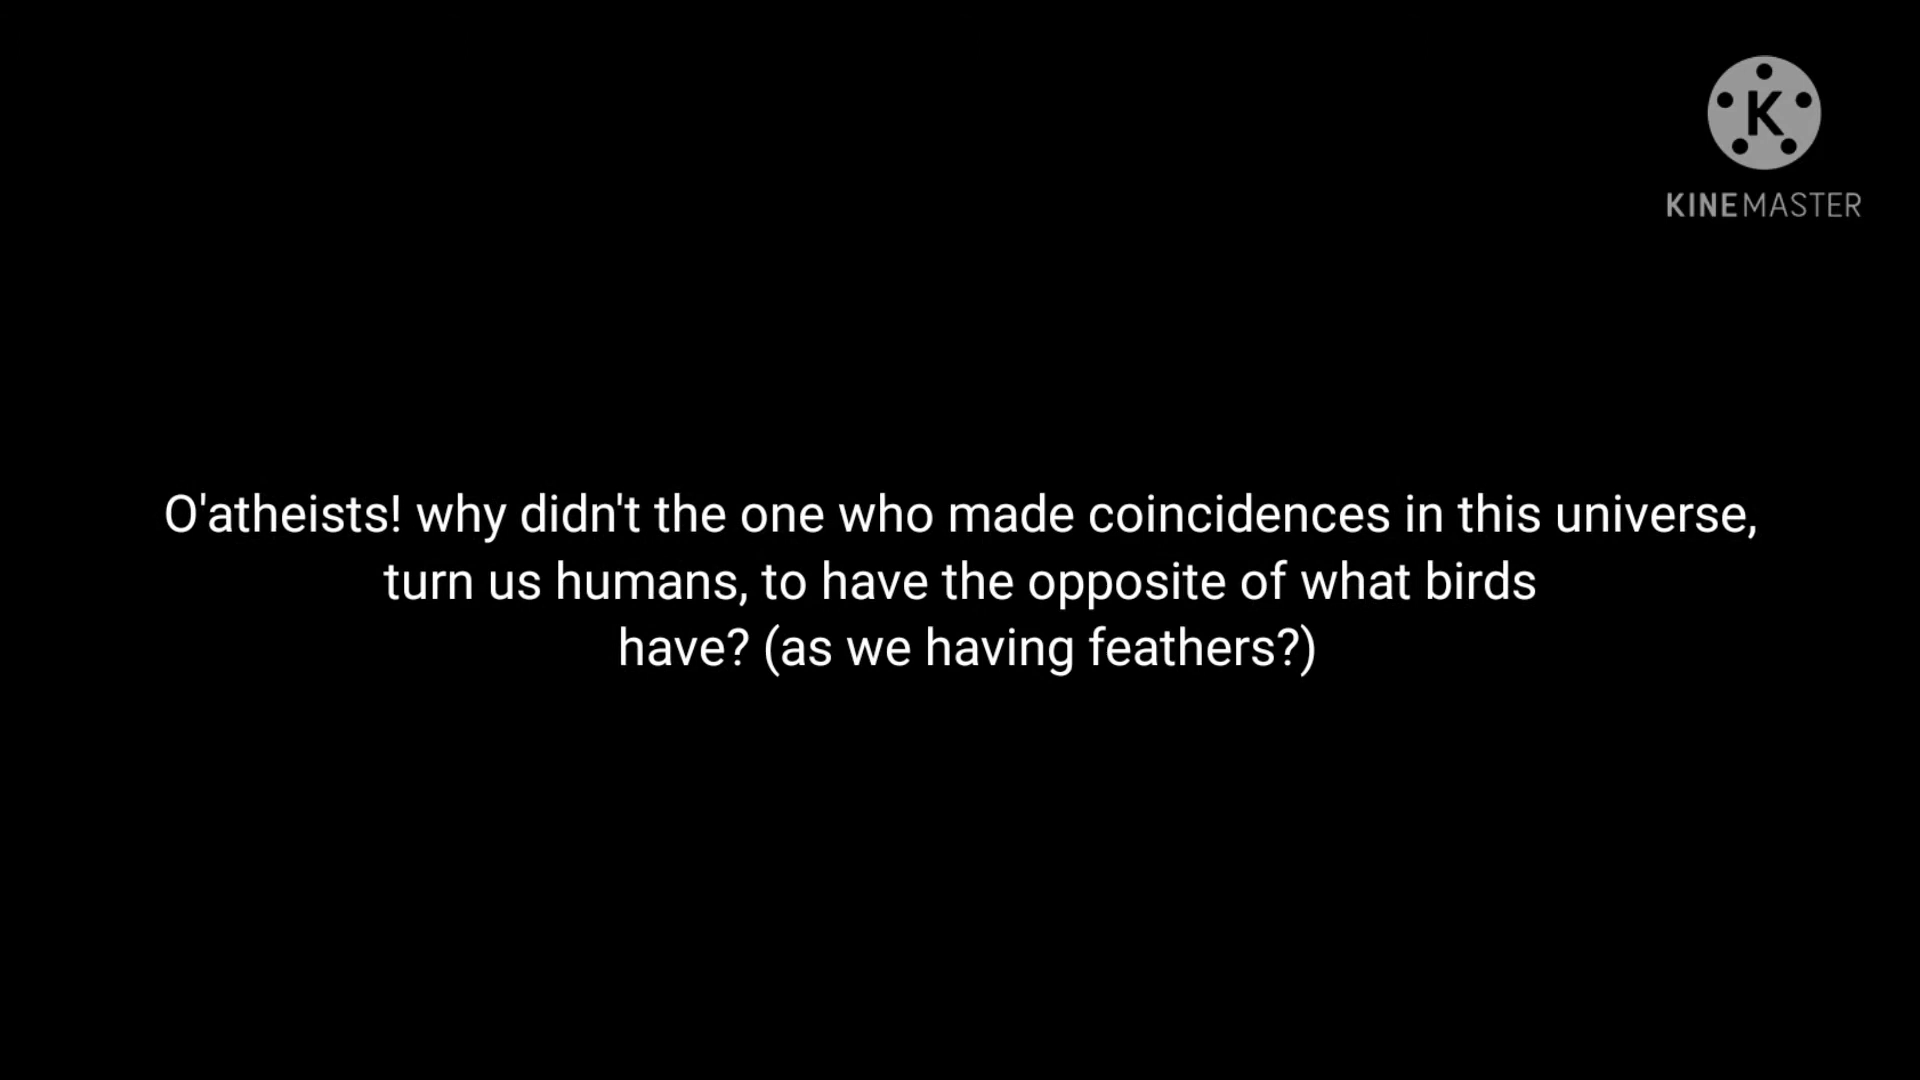 K
KINEMASTER
O'atheists! why didn't the one who made coincidences in this universe,
turn us humans, to have the opposite of what birds
have? (as we having feathers?)